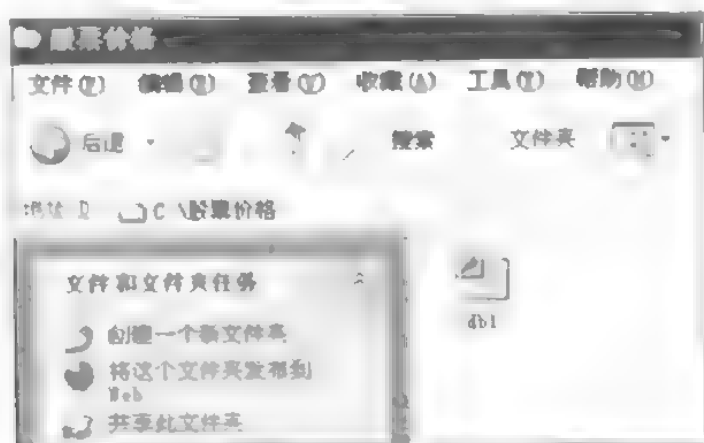 股票价格
文件(F) 编辑(E) 查看(V) 收藏(A) 工具(T) 帮助(H)
后退 搜索 文件夹
地址 D C \股票价格
文件和文件夹任务
创建一个新文件夹
将这个文件夹发布到
Web
共享此文件夹
db1